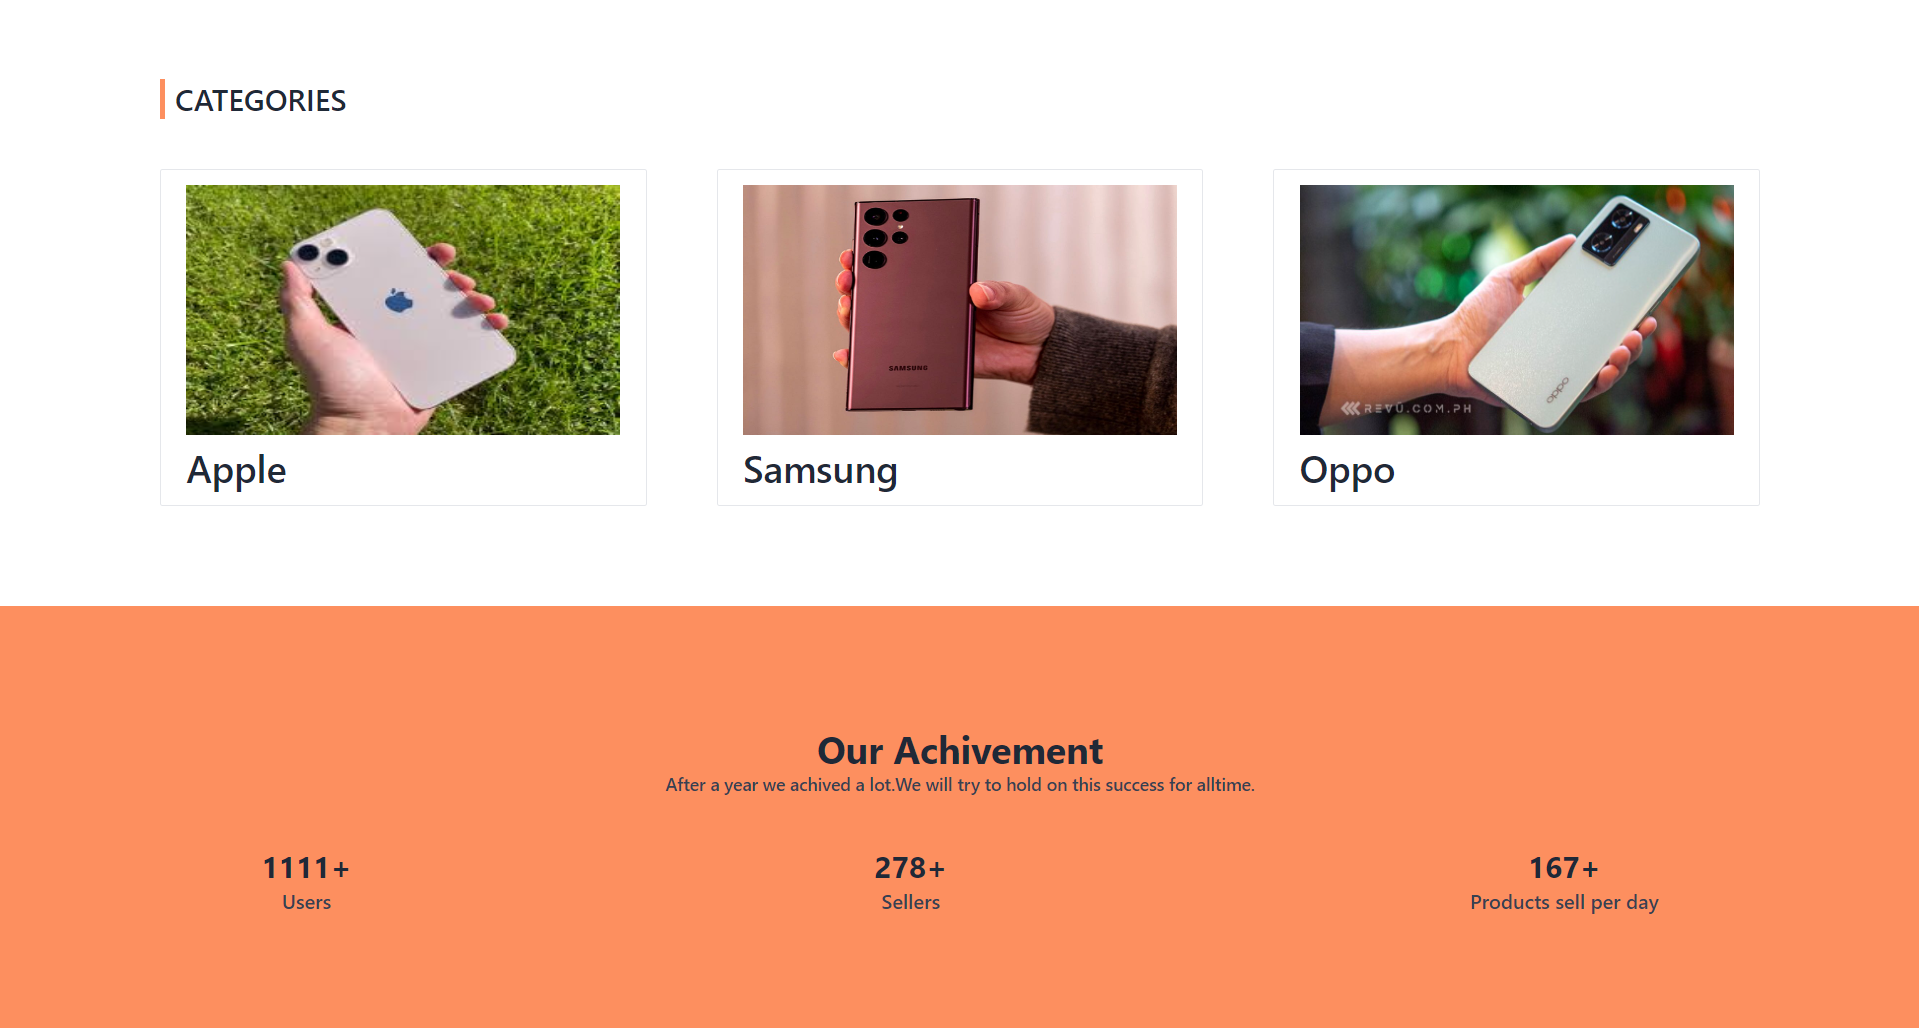 CATEGORIES
SAMSUNG
oppo
REVÜ.COM.PH
Apple
Samsung
Oppo
Our Achivement
After a year we achived a lot.We will try to hold on this success for alltime.
1111+
278+
167+
Users
Sellers
Products sell per day